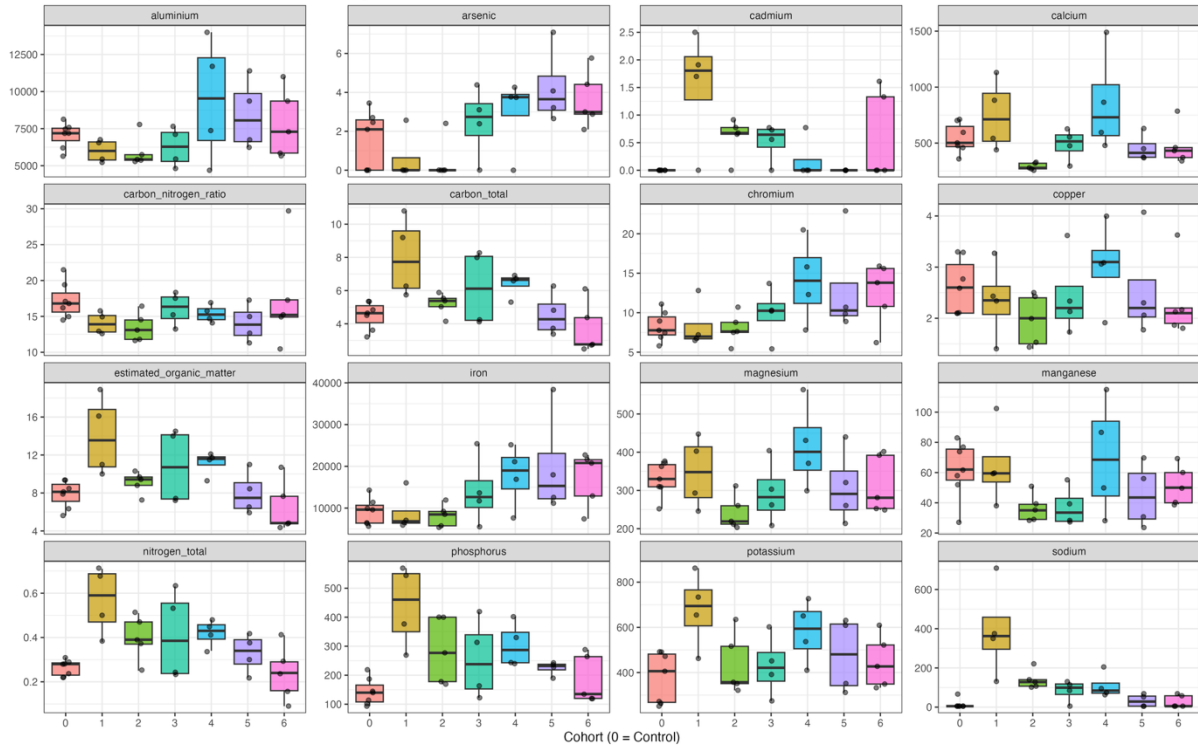 aluminium arsenic cadmium calcium
12500 10000 7500 5000
6 4 2 0
2.5 2.0 1.5 1.0 0.5 0.0
1500 1000 500
carbon_nitrogen_ratio carbon_total chromium copper
30 25 20 15 10
10 8 6 4
20 15 10 5
4 3 2
estimated_organic_matter iron magnesium manganese
16 12 8 4
40000 30000 20000 10000
500 400 300 200
100 80 60 40 20
nitrogen_total phosphorus potassium sodium
0.6 0.4 0.2
500 400 300 200 100
800 600 400
600 400 200 0
0 1 2 3 4 5 6 0 1 2 3 4 5 6 0 1 2 3 4 5 6 0 1 2 3 4 5 6
Cohort (0 = Control)